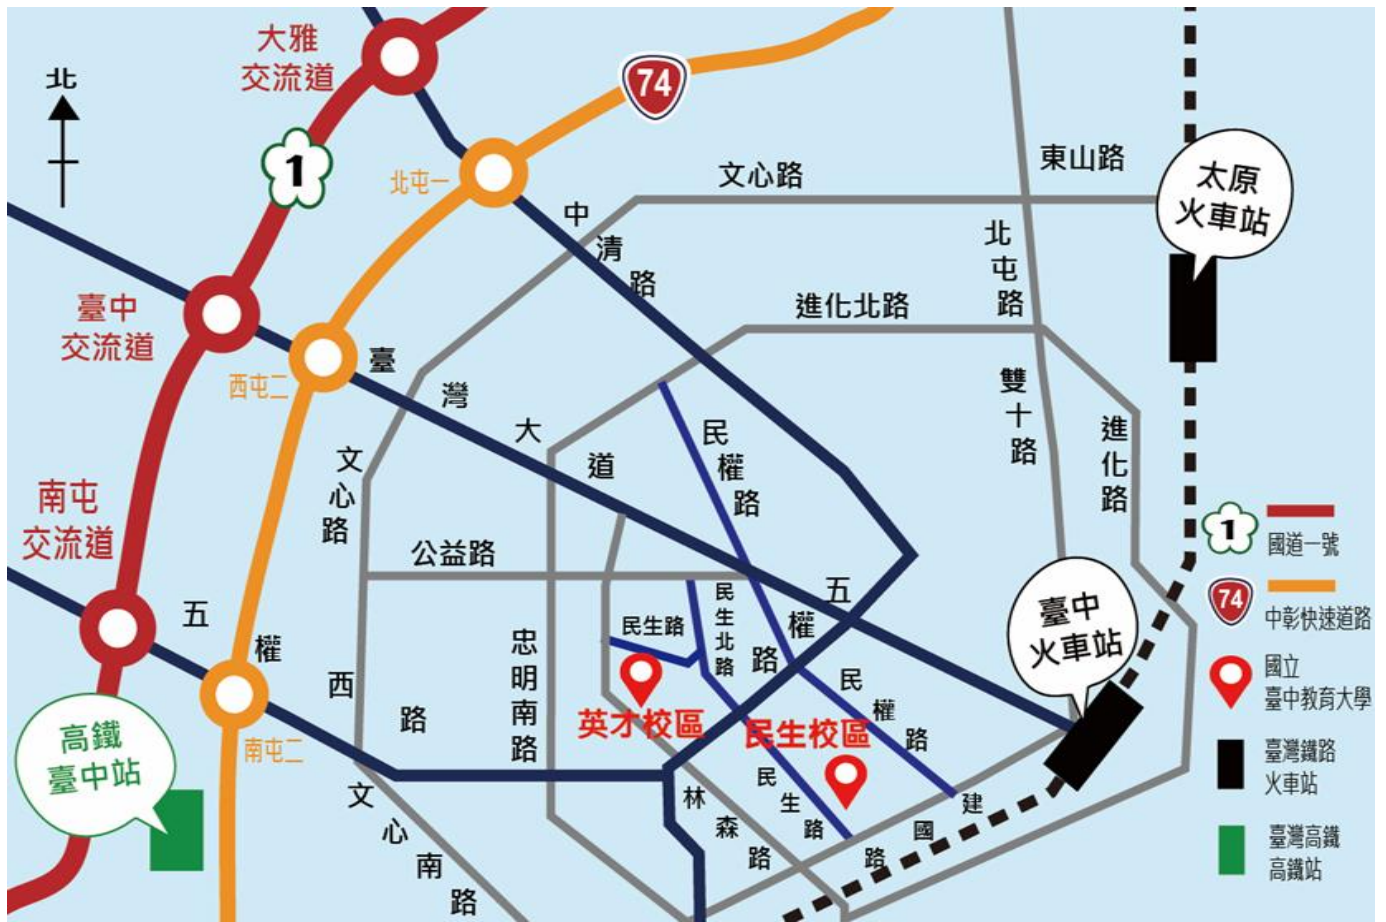 大雅
交流道
北
74
1
北屯一
文心路
東山路
太原
火車站
中清路
北屯路
臺中
交流道
進化北路
西屯二
臺灣大道
雙十路
民權路
進化路
文心路
南屯
交流道
1
國道一號
公益路
74
中彰快速道路
五權西路
民生路
民生北路
五權路
臺中
火車站
忠明南路
國立
臺中教育大學
英才校區
民生校區
民權路
高鐵
臺中站
南屯二
臺灣鐵路
火車站
文心南路
林森路
民生路
建國路
臺灣高鐵
高鐵站